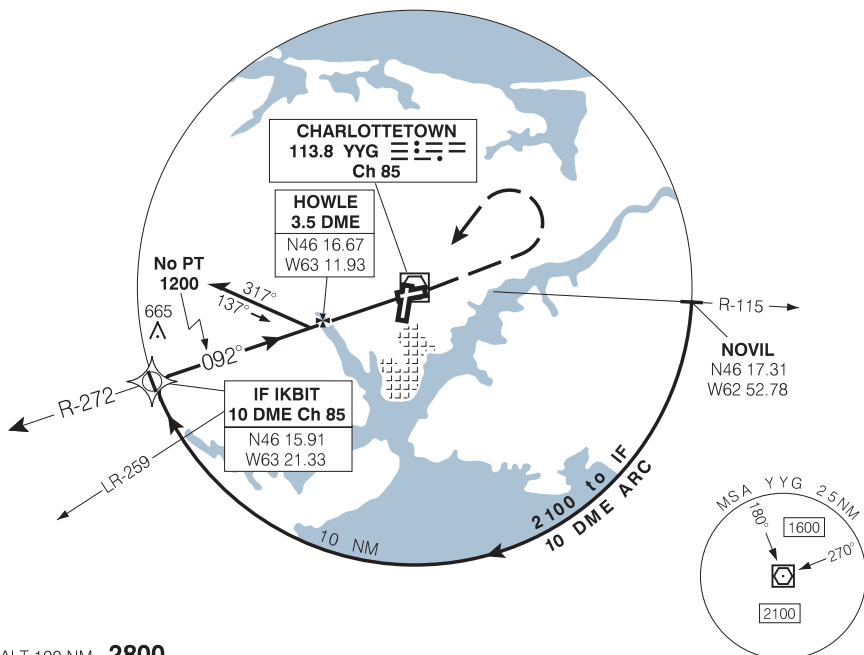 CHARLOTTETOWN
113.8 YYG
Ch 85
HOWLE
3.5 DME
N46 16.67
W63 11.93
No PT
1200
317°
137°
665
092°
R-272
IF IKBIT
10 DME Ch 85
N46 15.91
W63 21.33
LR-259
R-115
NOVIL
N46 17.31
W62 52.78
2100 to IF
10 DME ARC
10 NM
MSA YYG 25NM
180°
1600
270°
2100
ALT 100 NM 2800